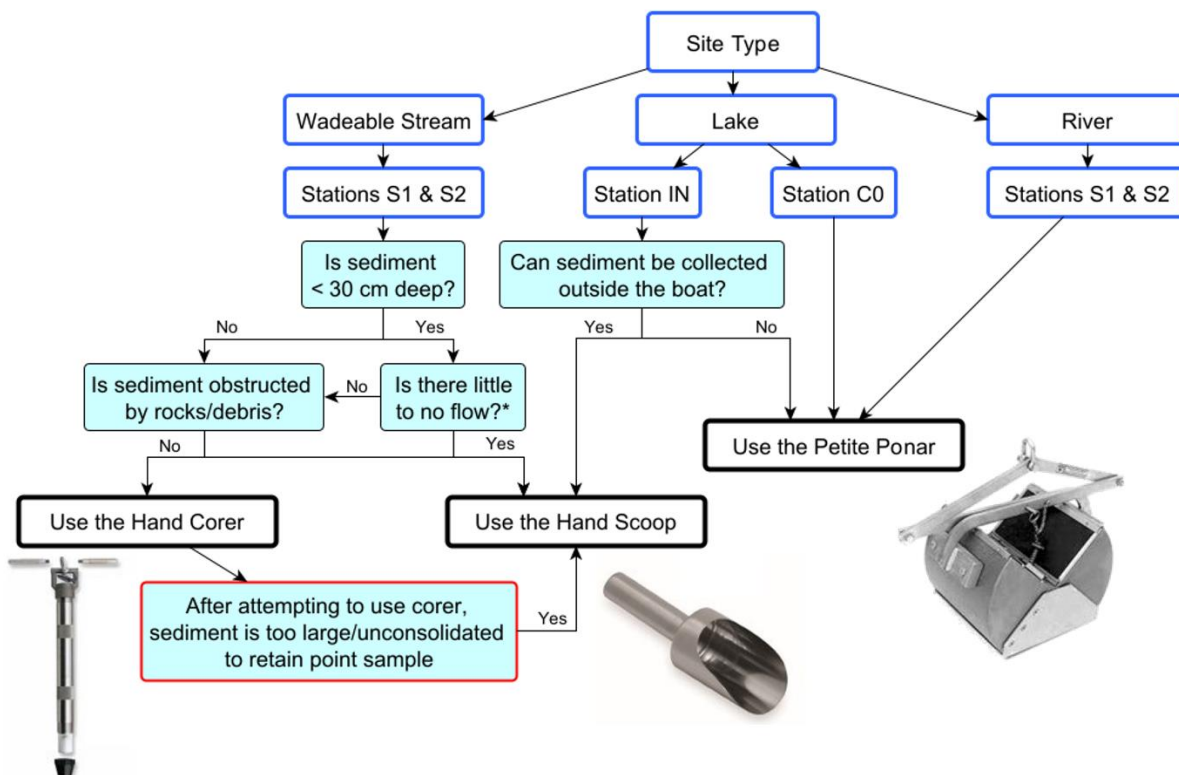 Site Type
Wadeable Stream
Lake
River
Stations S1 & S2
Station IN
Station C0
Stations S1 & S2
Is sediment
< 30 cm deep?
Can sediment be collected
outside the boat?
No
Yes
Yes
No
Is sediment obstructed
by rocks/debris?
No
Is there little
to no flow?*
No
Yes
Use the Petite Ponar
Use the Hand Corer
Use the Hand Scoop
After attempting to use corer,
sediment is too large/unconsolidated
to retain point sample
Yes